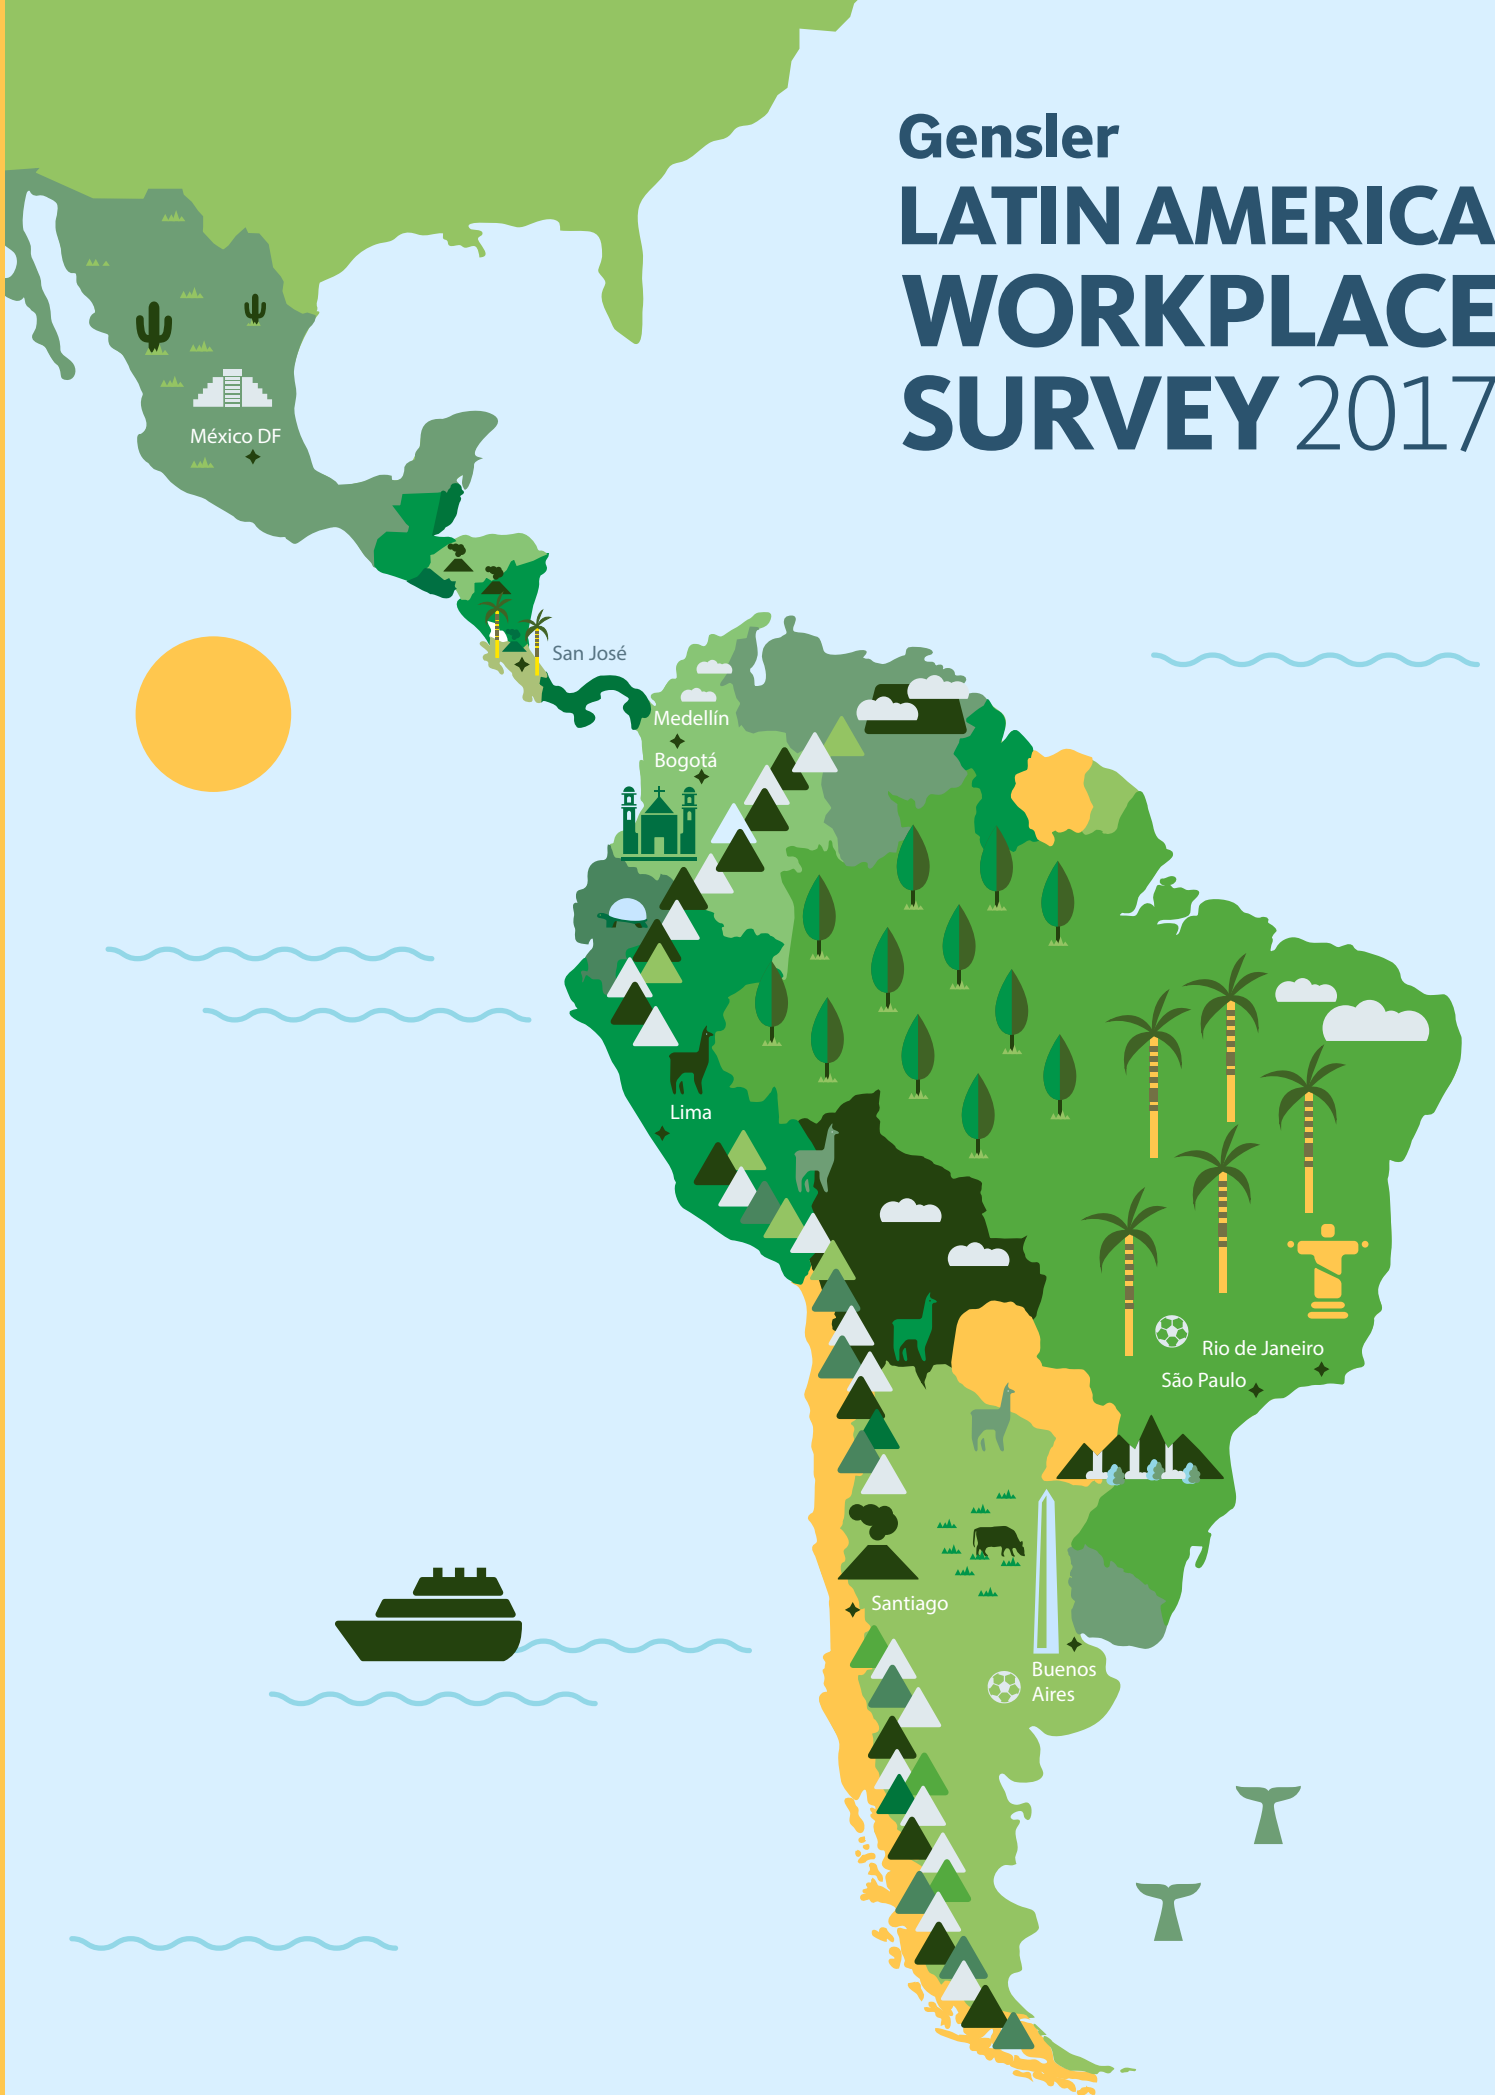 Gensler
LATIN AMERICA
WORKPLACE
SURVEY 2017
México DF
San José
Medellín
Bogotá
Lima
Rio de Janeiro
São Paulo
Santiago
Buenos
Aires